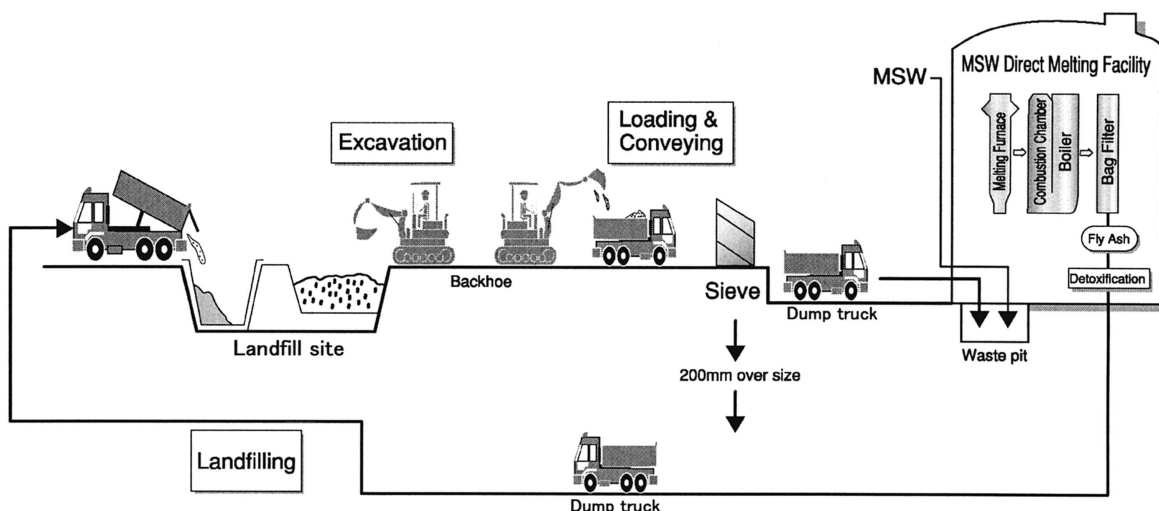 MSW
MSW Direct Melting Facility
Excavation
Loading &
Conveying
Melting Furnace
Combustion Chamber
Boiler
Bag Filter
Fly Ash
Detoxification
Backhoe
Sieve
Dump truck
Landfill site
Waste pit
200mm over size
Landfilling
Dump truck